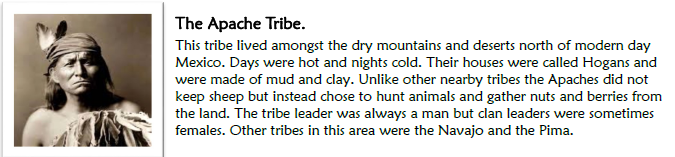 The Apache Tribe.
This tribe lived amongst the dry mountains and deserts north of modern day
Mexico. Days were hot and nights cold. Their houses were called Hogans and
were made of mud and clay. Unlike other nearby tribes the Apaches did not
keep sheep but instead chose to hunt animals and gather nuts and berries from
the land. The tribe leader was always a man but clan leaders were sometimes
females. Other tribes in this area were the Navajo and the Pima.